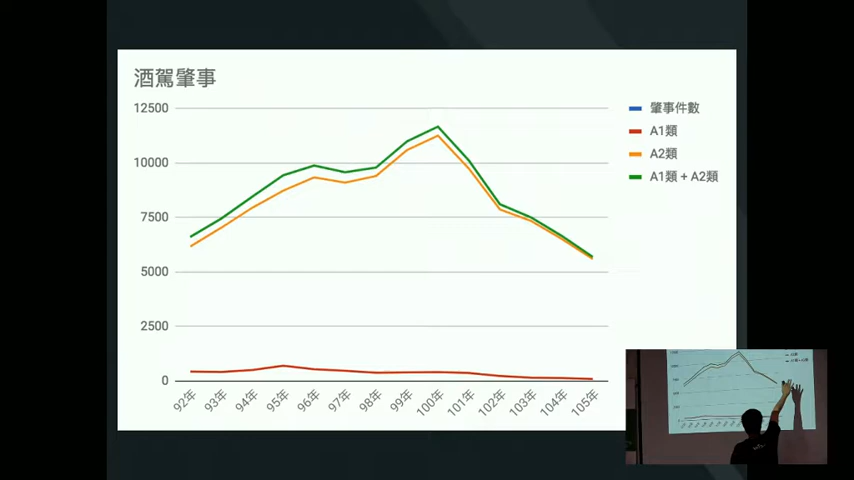 酒駕肇事
12500
10000
7500
5000
2500
0
92年 93年 94年 95年 96年 97年 98年 99年 100年 101年 102年 103年 104年 105年
肇事件數
A1類
A2類
A1類 + A2類